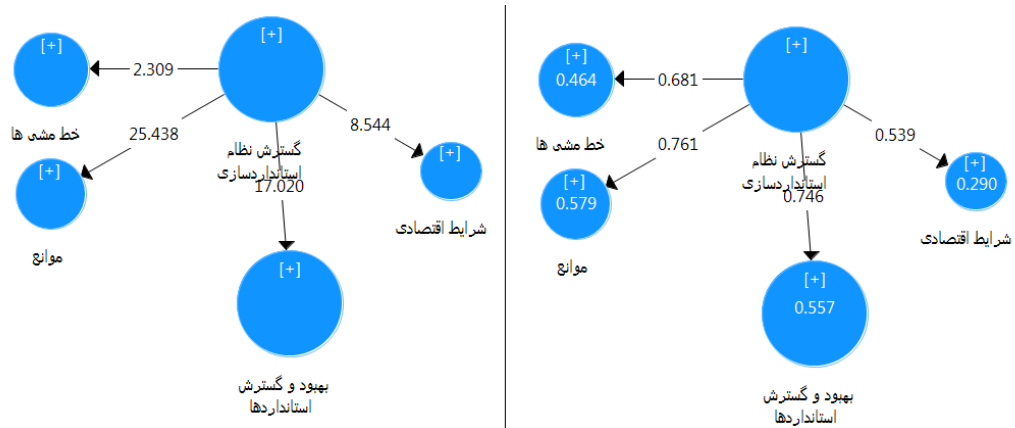 [+]
[+]
2.309
خط مشی ها
25.438
8.544
[+]
[+]
گسترش نظام
استانداردسازی
17.020
شرایط اقتصادی
موانع
[+]
بهبود و گسترش
استانداردها
[+]
[+]
0.464
0.681
خط مشی ها
0.761
0.539
[+]
0.579
[+]
0.290
گسترش نظام
استانداردسازی
0.746
شرایط اقتصادی
موانع
[+]
0.557
بهبود و گسترش
استانداردها